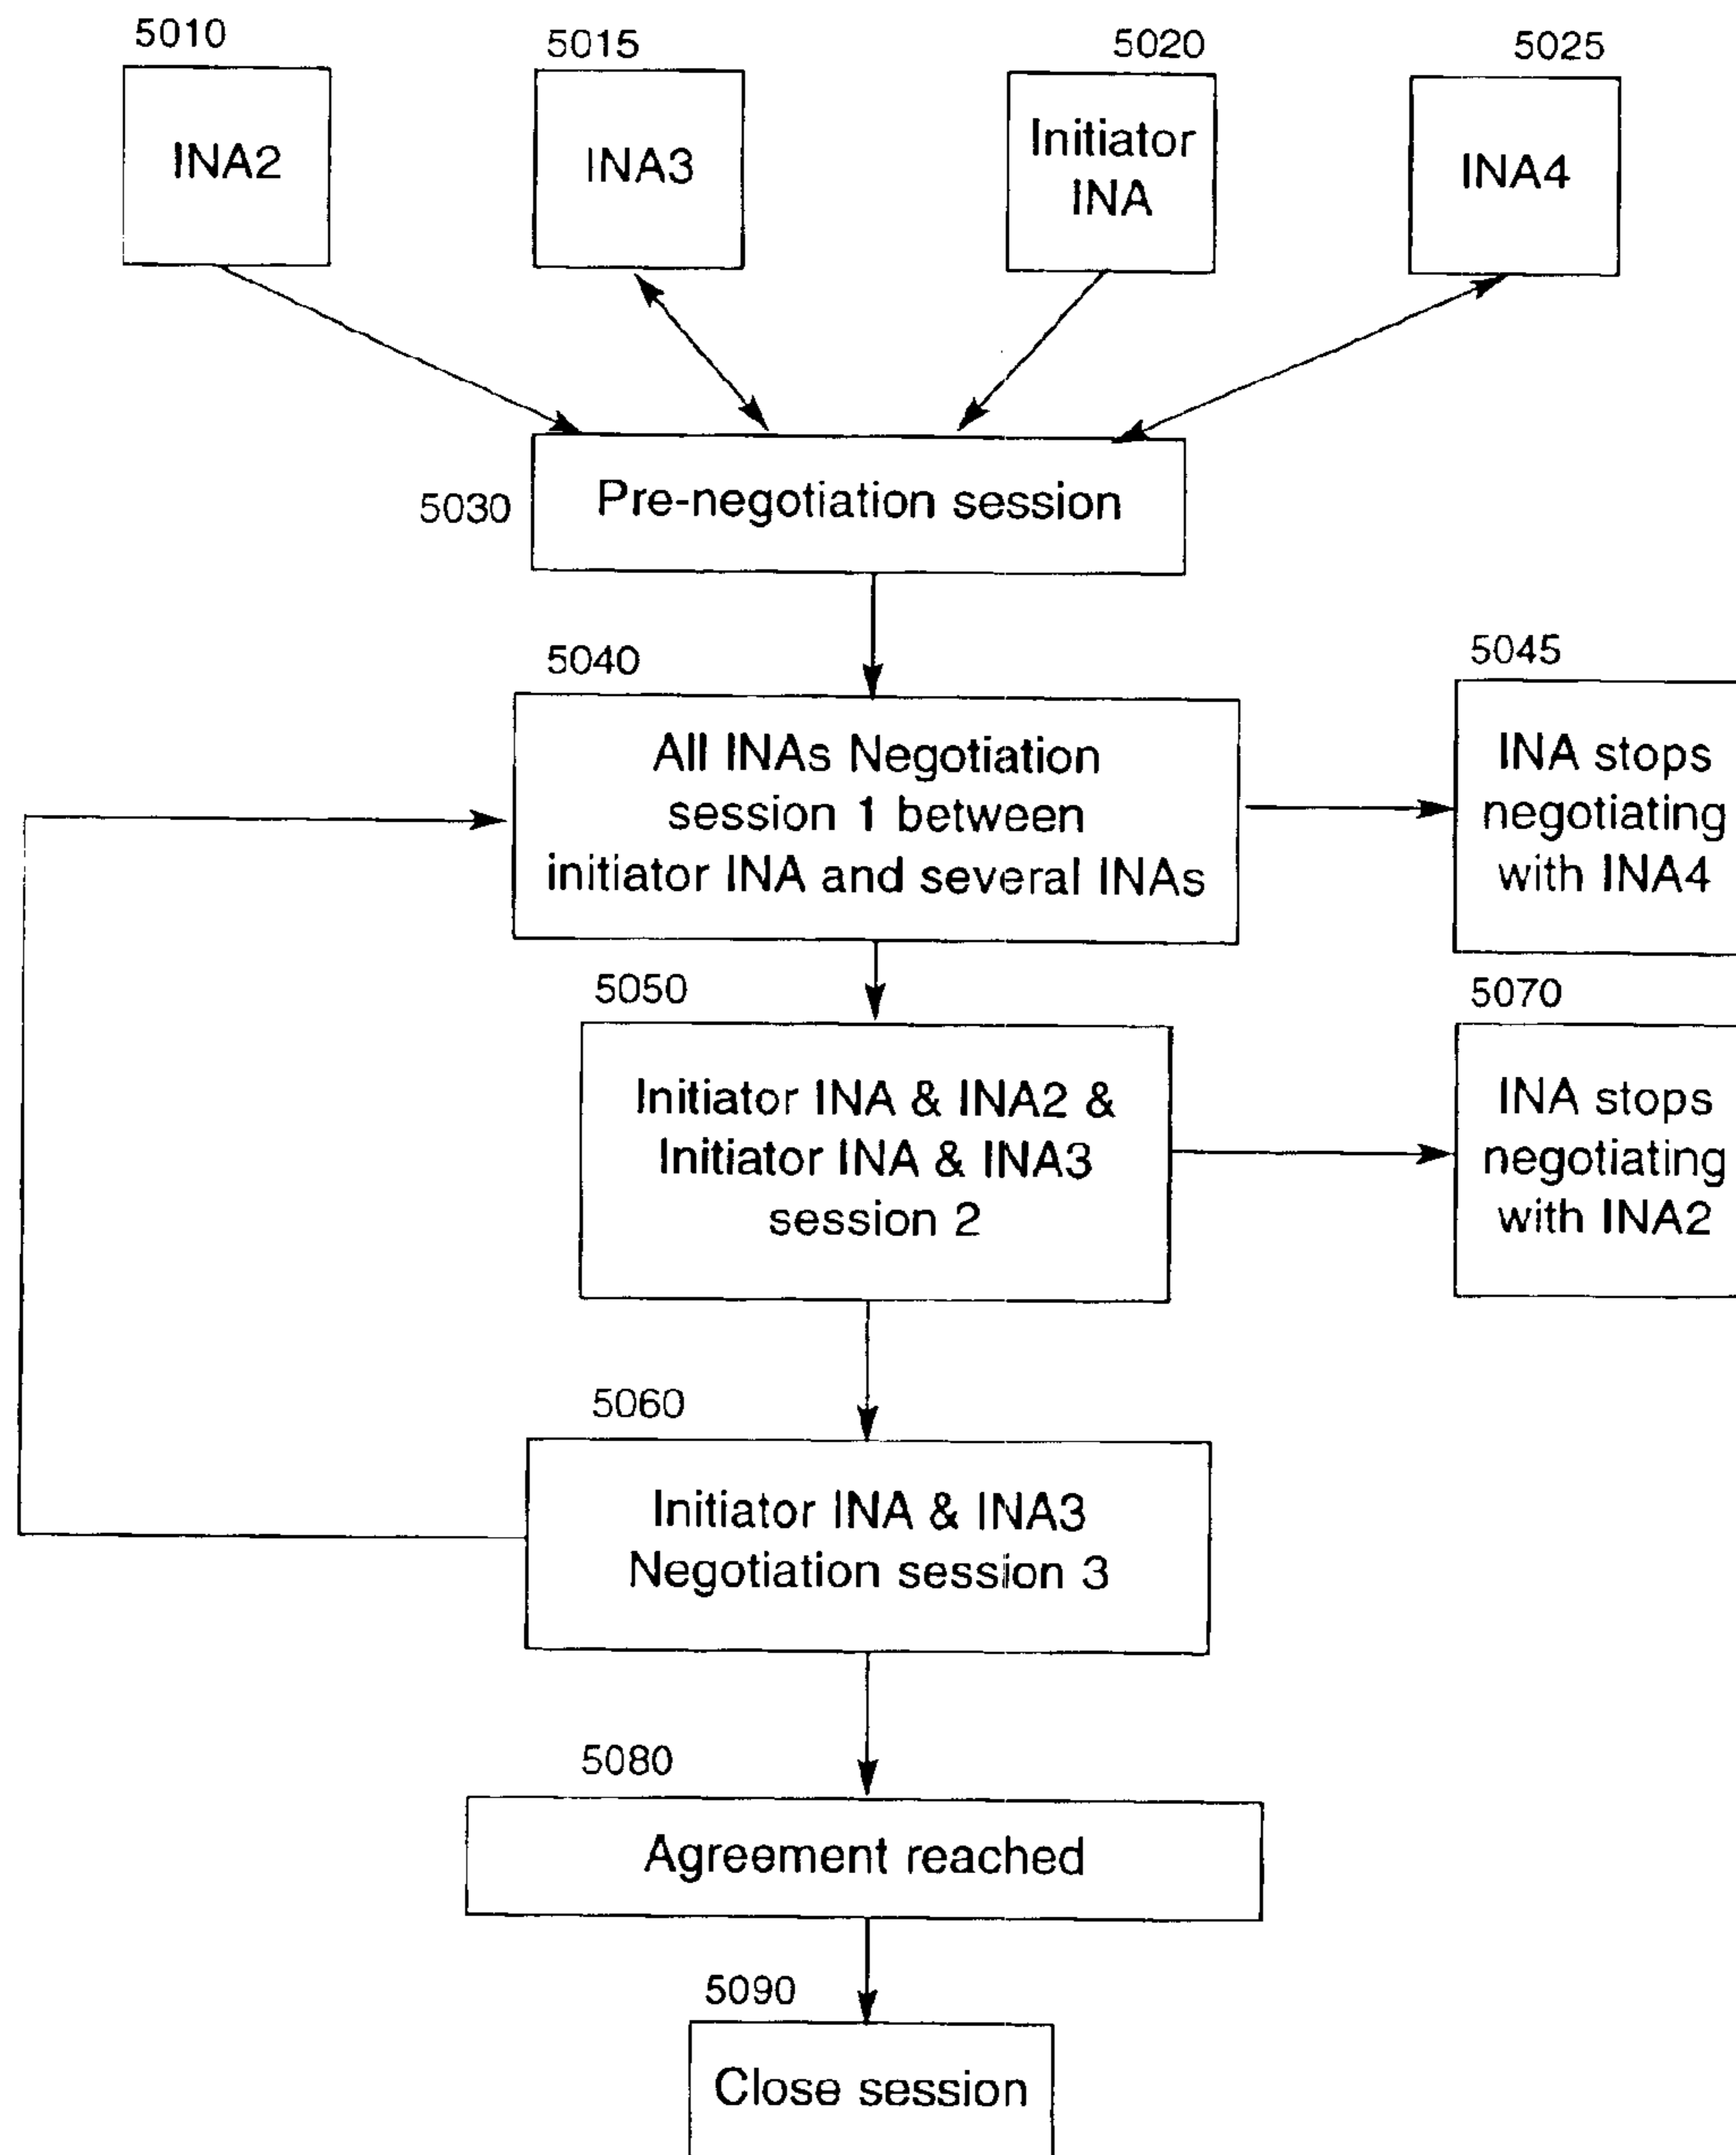 5010
5015
5020
5025
INA2
INA3
Initiator
INA
INA4
5030
Pre-negotiation session
5040
All INAs Negotiation
session 1 between
initiator INA and several INAs
5045
INA stops
negotiating
with INA4
5050
Initiator INA & INA2 &
Initiator INA & INA3
session 2
5070
INA stops
negotiating
with INA2
5060
Initiator INA & INA3
Negotiation session 3
5080
Agreement reached
5090
Close session